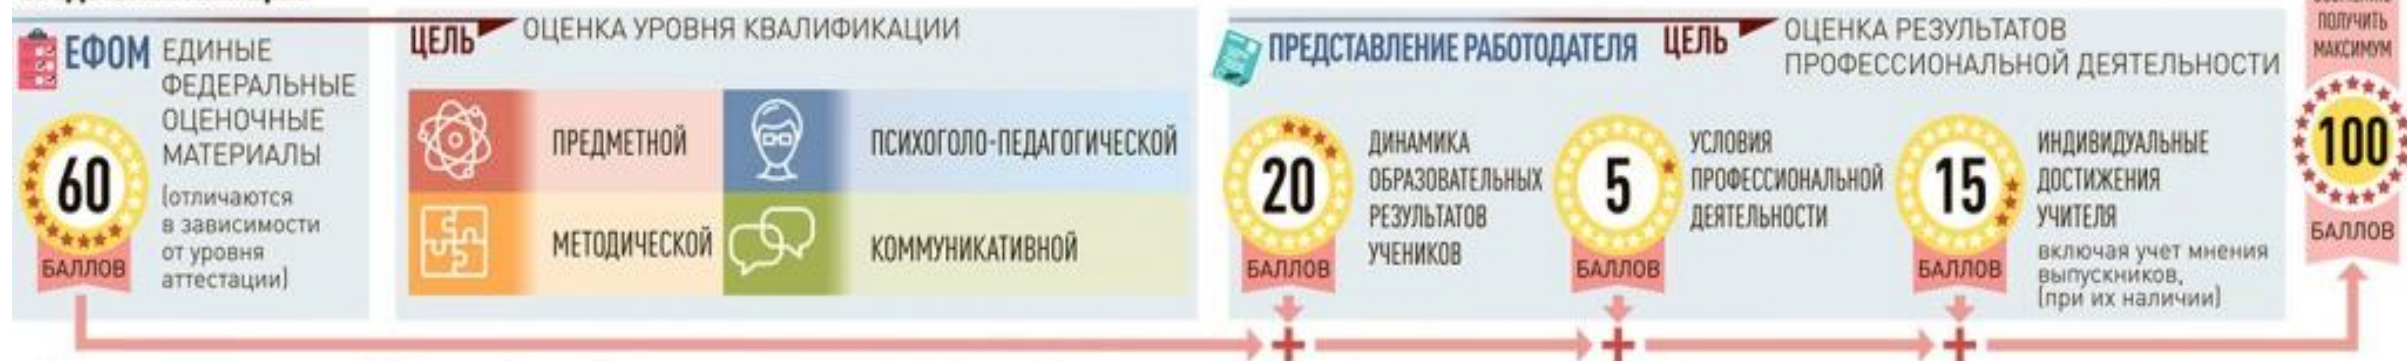 ЕФОМ
ЕДИНЫЕ
ФЕДЕРАЛЬНЫЕ
ОЦЕНОЧНЫЕ
МАТЕРИАЛЫ
(отличаются
в зависимости
от уровня
аттестации)
60
БАЛЛОВ
ЦЕЛЬ
ОЦЕНКА УРОВНЯ КВАЛИФИКАЦИИ
ПРЕДМЕТНОЙ
ПСИХОГОЛО-ПЕДАГОГИЧЕСКОЙ
МЕТОДИЧЕСКОЙ
КОММУНИКАТИВНОЙ
ПРЕДСТАВЛЕНИЕ РАБОТОДАТЕЛЯ
ЦЕЛЬ
ОЦЕНКА РЕЗУЛЬТАТОВ
ПРОФЕССИОНАЛЬНОЙ ДЕЯТЕЛЬНОСТИ
20
БАЛЛОВ
ДИНАМИКА
ОБРАЗОВАТЕЛЬНЫХ
РЕЗУЛЬТАТОВ
УЧЕНИКОВ
+
5
БАЛЛОВ
УСЛОВИЯ
ПРОФЕССИОНАЛЬНОЙ
ДЕЯТЕЛЬНОСТИ
+
15
БАЛЛОВ
ИНДИВИДУАЛЬНЫЕ
ДОСТИЖЕНИЯ
УЧИТЕЛЯ
включая учет мнения
выпускников,
(при их наличии)
+
ПОЛУЧИТЬ
МАКСИМУМ
100
БАЛЛОВ